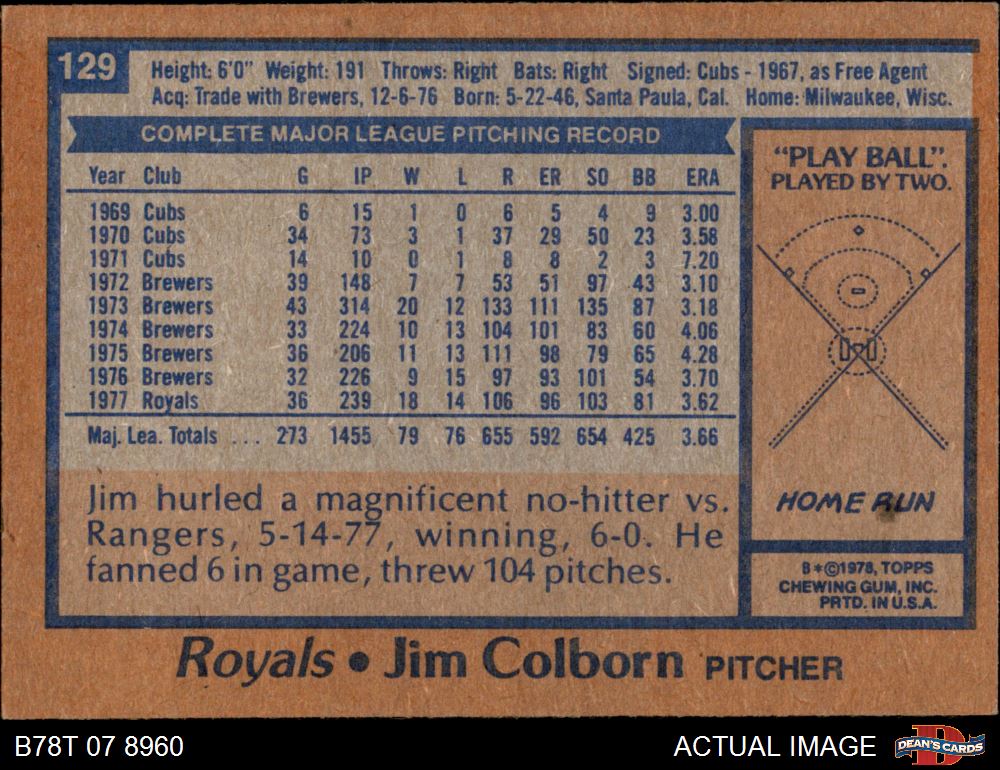 129
Height: 6'0" Weight: 191 Throws: Right Bats: Right Signed: Cubs - 1967, as Free Agent
Acq: Trade with Brewers, 12-6-76 Born: 5-22-46, Santa Paula, Cal. Home: Milwaukee, Wisc.
COMPLETE MAJOR LEAGUE PITCHING RECORD
Year Club G IP W L R ER SO BB ERA
1969 Cubs 6 15 1 0 6 5 4 9 3.00
1970 Cubs 34 73 3 1 37 29 50 23 3.58
1971 Cubs 14 10 0 1 8 8 2 3 7.20
1972 Brewers 39 148 7 7 53 51 97 43 3.10
1973 Brewers 43 314 20 12 133 111 135 87 3.18
1974 Brewers 33 224 10 13 104 101 83 60 4.06
1975 Brewers 36 206 11 13 111 98 79 65 4.28
1976 Brewers 32 226 9 15 97 93 101 54 3.70
1977 Royals 36 239 18 14 106 96 103 81 3.62
Maj. Lea. Totals ... 273 1455 79 76 655 592 654 425 3.66
Jim hurled a magnificent no-hitter vs.
Rangers, 5-14-77, winning, 6-0. He
fanned 6 in game, threw 104 pitches.
"PLAY BALL".
PLAYED BY TWO.
HOME RUN
B*©1978, TOPPS
CHEWING GUM, INC.
PRTD. IN U.S.A.
Royals • Jim Colborn PITCHER
B78T 07 8960
ACTUAL IMAGE
DEAN'S CARDS